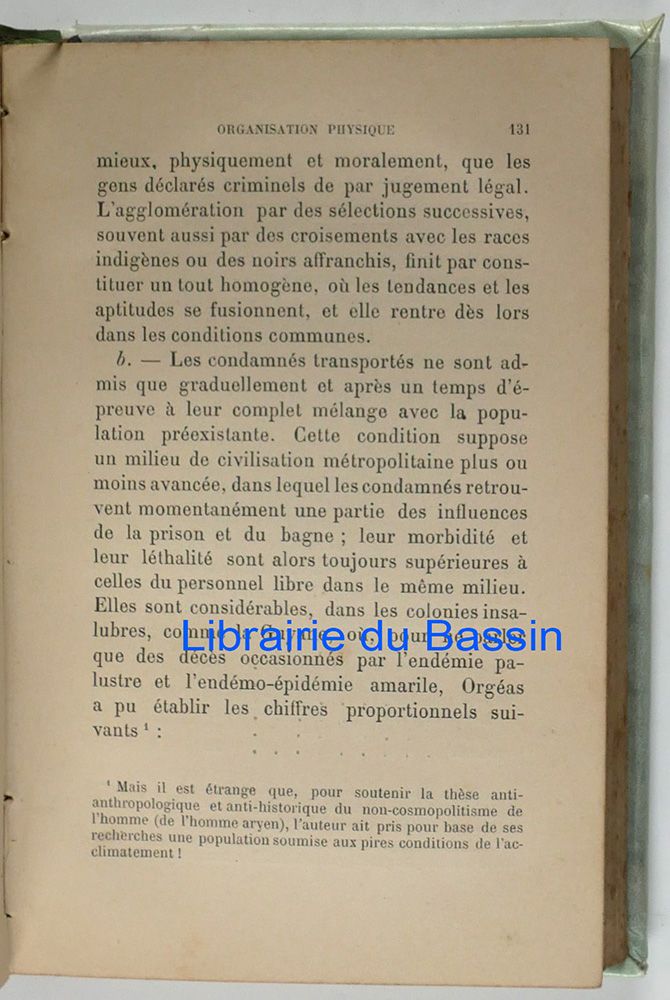 ORGANISATION PHYSIQUE 131
mieux, physiquement et moralement, que les
gens déclarés criminels de par jugement légal.
L'agglomération par des sélections successives,
souvent aussi par des croisements avec les races
indigènes ou des noirs affranchis, finit par cons-
tituer un tout homogène, où les tendances et les
aptitudes se fusionnent, et elle rentre dès lors
dans les conditions communes.
b. — Les condamnés transportés ne sont ad-
mis que graduellement et après un temps d'é-
preuve à leur complet mélange avec la popu-
lation préexistante. Cette condition suppose
un milieu de civilisation métropolitaine plus ou
moins avancée, dans lequel les condamnés retrou-
vent momentanément une partie des influences
de la prison et du bagne ; leur morbidité et
leur léthalité sont alors toujours supérieures à
celles du personnel libre dans le même milieu.
Elles sont considérables, dans les colonies insa-
lubres, comme la Guyane, où, pour ne parler
Librairie du Bassin
que des décès occasionnés par l'endémie pa-
lustre et l'endémo-épidémie amarile, Orgéas
a pu établir les chiffres proportionnels sui-
vants ¹ :
¹ Mais il est étrange que, pour soutenir la thèse anti-
anthropologique et anti-historique du non-cosmopolitisme de
l'homme (de l'homme aryen), l'auteur ait pris pour base de ses
recherches une population soumise aux pires conditions de l'ac-
climatement !